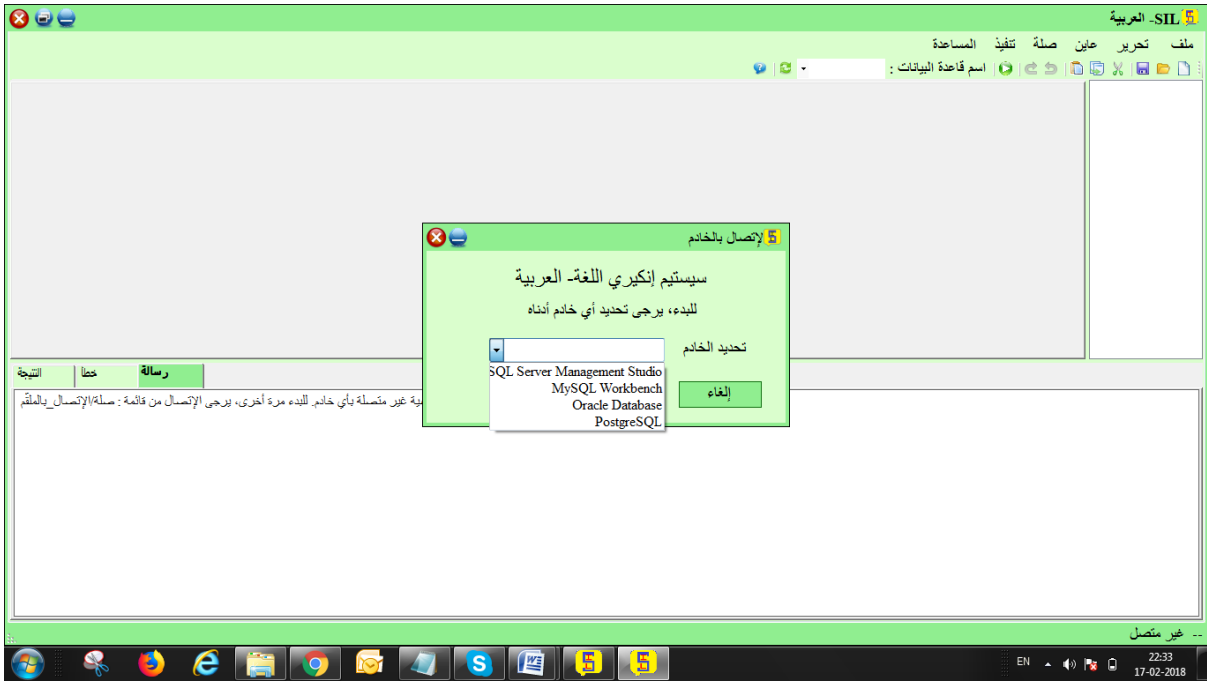 SIL- العربية
ملف تحرير عاين صلة تنفيذ المساعدة
اسم قاعدة البيانات :
لإتصال بالخادم
سيستيم إنكيري اللغة- العربية
للبدء، يرجى تحديد أي خادم أدناه
تحديد الخادم
SQL Server Management Studio
MySQL Workbench
Oracle Database
PostgreSQL
إلغاء
رسالة خطأ النتيجة
ية غير متصلة بأي خادم. للبدء مرة أخرى، يرجى الإتصال من قائمة : صلة/الإتصال_بالملقّم
-- غير متصل
EN
22:33
17-02-2018